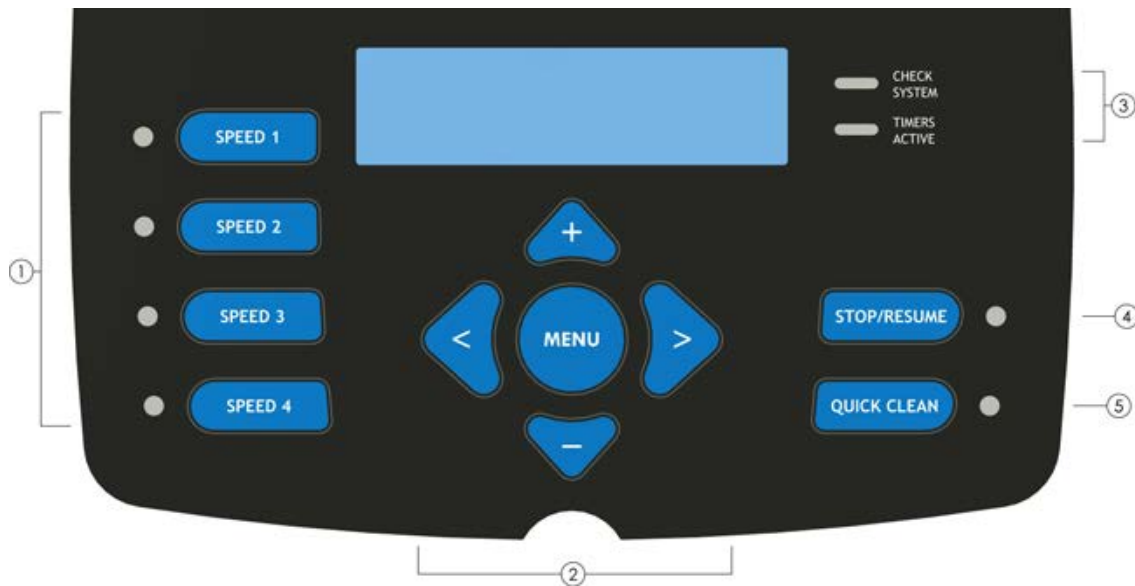 CHECK
SYSTEM
3
TIMERS
ACTIVE
SPEED 1
SPEED 2
+
1
SPEED 3
<
MENU
>
STOP/RESUME
4
SPEED 4
QUICK CLEAN
5
−
2